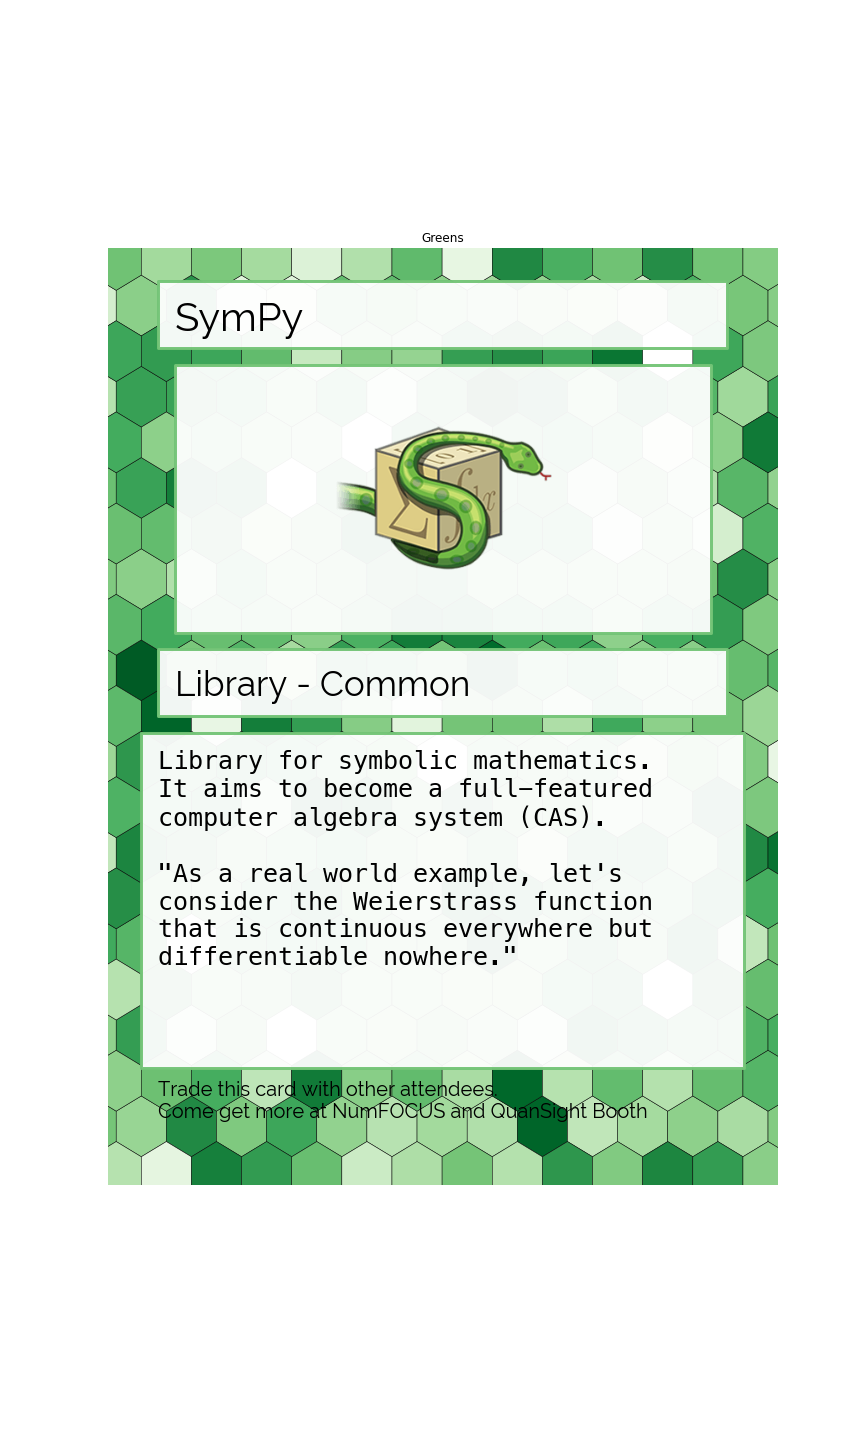 Greens
SymPy
Library - Common
Library for symbolic mathematics.
It aims to become a full-featured
computer algebra system (CAS).
"As a real world example, let's
consider the Weierstrass function
that is continuous everywhere but
differentiable nowhere."
Trade this card with other attendees.
Come get more at NumFOCUS and QuanSight Booth